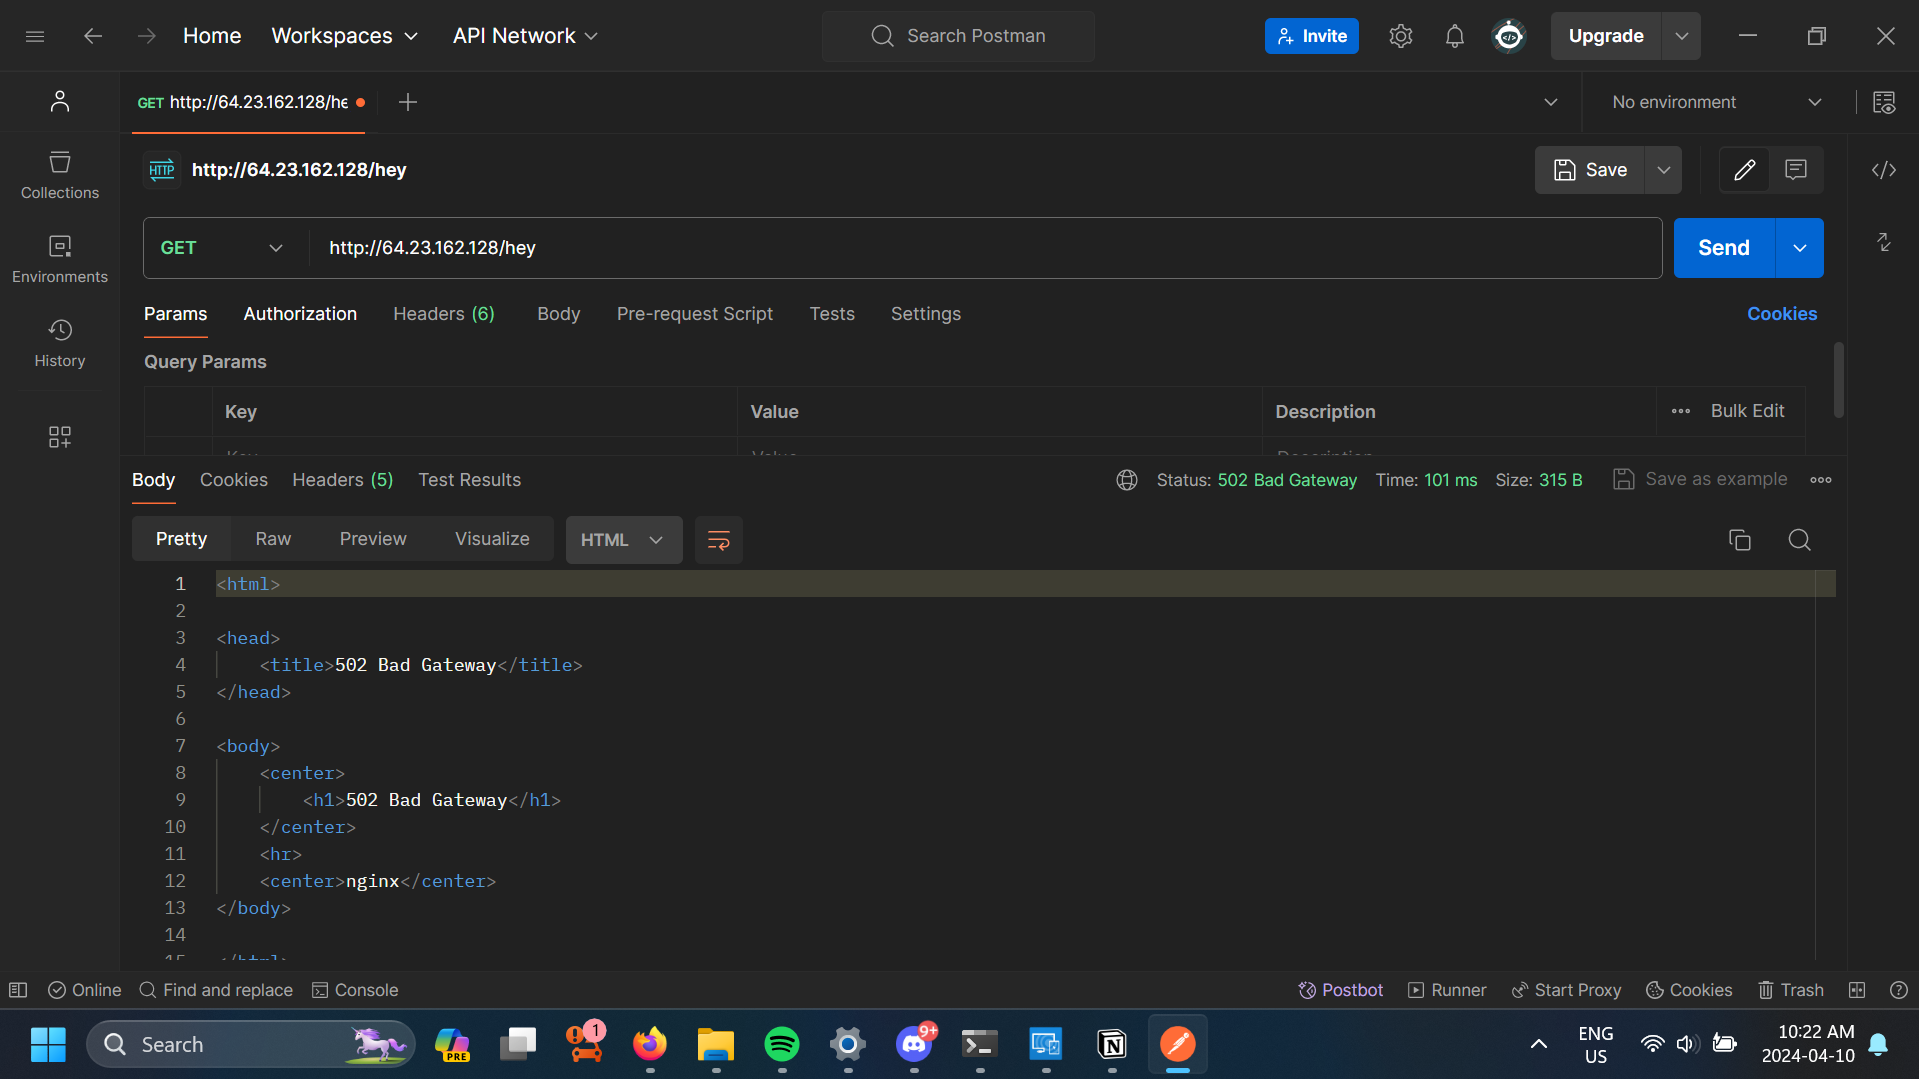 Home
Workspaces
API Network
Search Postman
Invite
Upgrade
GET http://64.23.162.128/he
No environment
HTTP http://64.23.162.128/hey
Save
Collections
Environments
History
GET
http://64.23.162.128/hey
Send
Params
Authorization
Headers (6)
Body
Pre-request Script
Tests
Settings
Cookies
Query Params
Key
Value
Description
Bulk Edit
Key
Value
Description
Body
Cookies
Headers (5)
Test Results
Status: 502 Bad Gateway
Time: 101 ms
Size: 315 B
Save as example
Pretty
Raw
Preview
Visualize
HTML
1 <html>
2
3 <head>
4 <title>502 Bad Gateway</title>
5 </head>
6
7 <body>
8 <center>
9 <h1>502 Bad Gateway</h1>
10 </center>
11 <hr>
12 <center>nginx</center>
13 </body>
14
15 </html>
Online
Find and replace
Console
Postbot
Runner
Start Proxy
Cookies
Trash
Search
PRE
1
9+
ENG
US
10:22 AM
2024-04-10